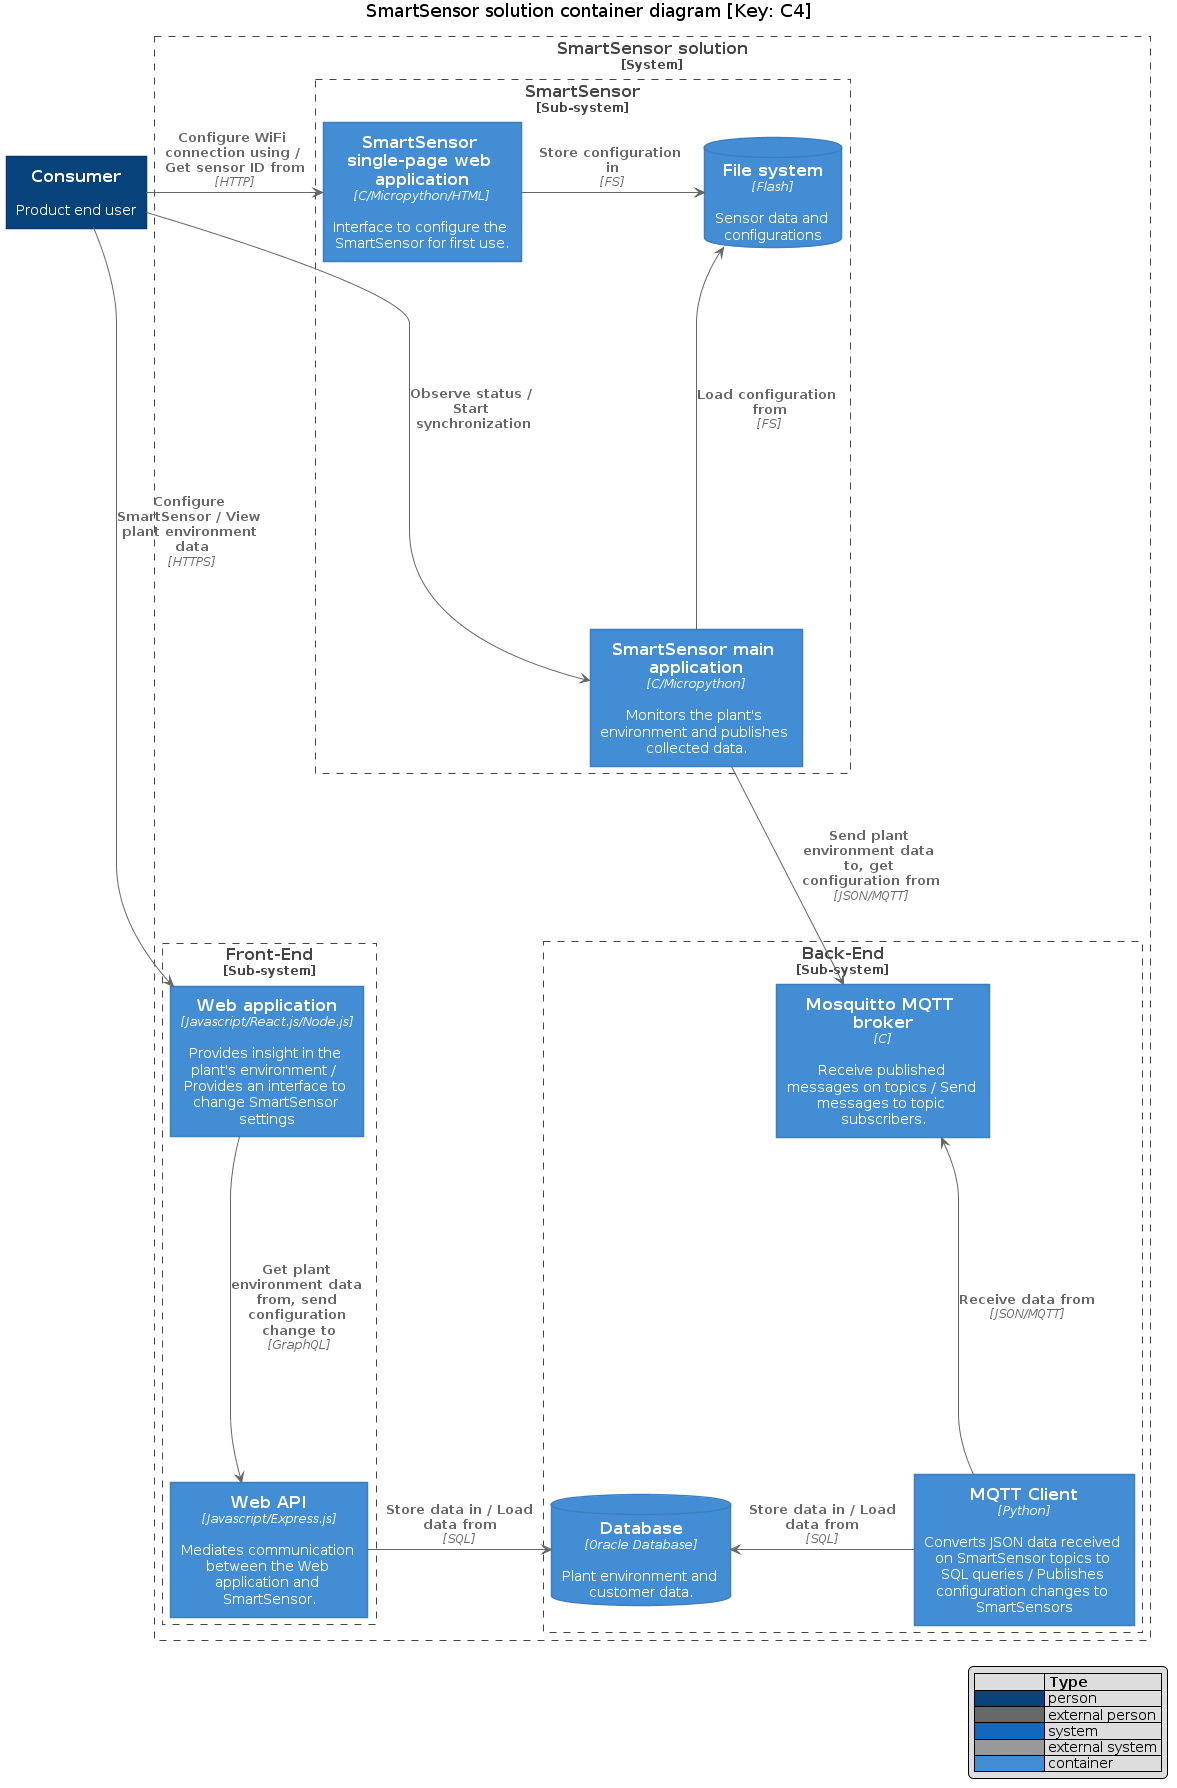 SmartSensor solution container diagram [Key: C4]
SmartSensor solution
[System]
SmartSensor
[Sub-system]
Consumer
Product end user
Configure WiFi
connection using /
Get sensor ID from
[HTTP]
SmartSensor
single-page web
application
[C/Micropython/HTML]
Interface to configure the
SmartSensor for first use.
Store configuration
in
[FS]
File system
[Flash]
Sensor data and
configurations
Observe status /
Start
synchronization
Load configuration
from
[FS]
Configure
SmartSensor / View
plant environment
data
[HTTPS]
SmartSensor main
application
[C/Micropython]
Monitors the plant's
environment and publishes
collected data.
Send plant
environment data
to, get
configuration from
[JSON/MQTT]
Front-End
[Sub-system]
Web application
[Javascript/React.js/Node.js]
Provides insight in the
plant's environment /
Provides an interface to
change SmartSensor
settings
Back-End
[Sub-system]
Mosquitto MQTT
broker
[C]
Receive published
messages on topics / Send
messages to topic
subscribers.
Get plant
environment data
from, send
configuration
change to
[GraphQL]
Receive data from
[JSON/MQTT]
Web API
[Javascript/Express.js]
Mediates communication
between the Web
application and
SmartSensor.
Store data in / Load
data from
[SQL]
Database
[Oracle Database]
Plant environment and
customer data.
Store data in / Load
data from
[SQL]
MQTT Client
[Python]
Converts JSON data received
on SmartSensor topics to
SQL queries / Publishes
configuration changes to
SmartSensors
Type
person
external person
system
external system
container